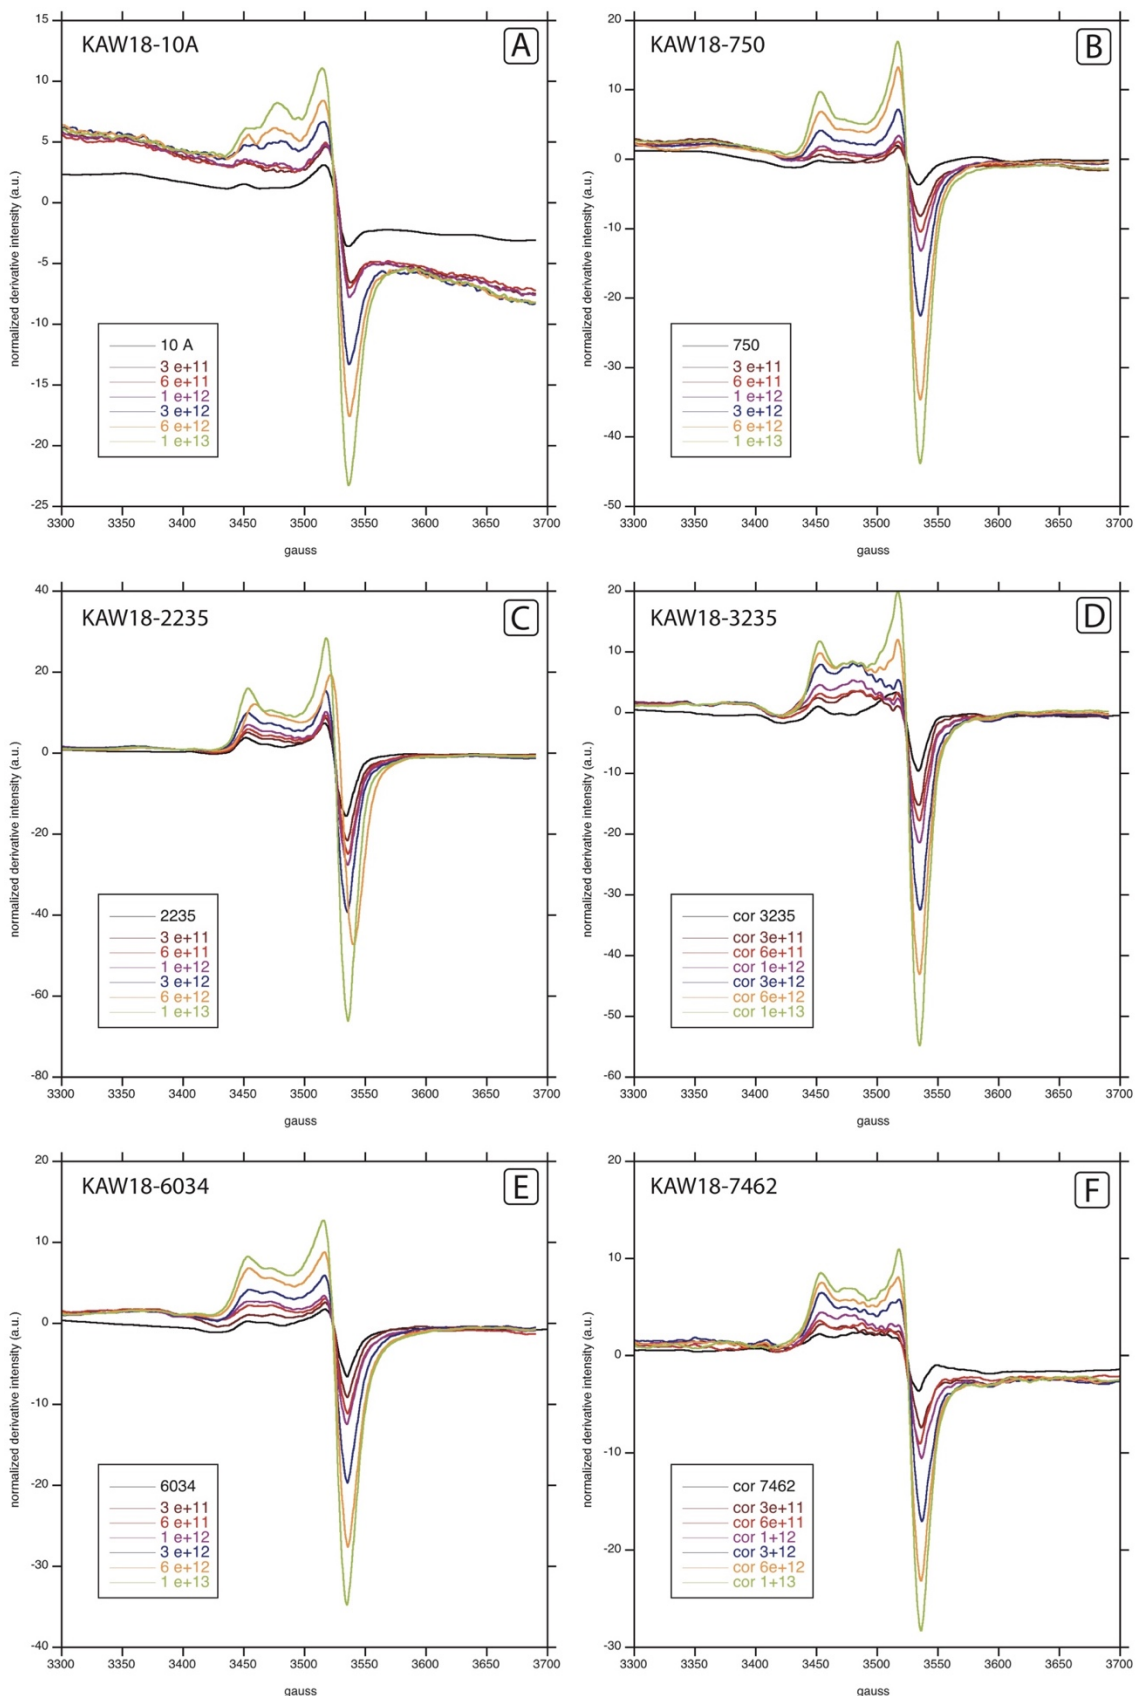 KAW18-10A
A
15
10
5
0
-5
-10
-15
-20
-25
normalized derivative intensity (a.u.)
10 A
3 e+11
6 e+11
1 e+12
3 e+12
6 e+12
1 e+13
3300 3350 3400 3450 3500 3550 3600 3650 3700
gauss
KAW18-750
B
20
10
0
-10
-20
-30
-40
-50
normalized derivative intensity (a.u.)
750
3 e+11
6 e+11
1 e+12
3 e+12
6 e+12
1 e+13
3300 3350 3400 3450 3500 3550 3600 3650 3700
gauss
KAW18-2235
C
40
20
0
-20
-40
-60
-80
normalized derivative intensity (a.u.)
2235
3 e+11
6 e+11
1 e+12
3 e+12
6 e+12
1 e+13
3300 3350 3400 3450 3500 3550 3600 3650 3700
gauss
KAW18-3235
D
20
10
0
-10
-20
-30
-40
-50
-60
normalized derivative intensity (a.u.)
cor 3235
cor 3e+11
cor 6e+11
cor 1e+12
cor 3e+12
cor 6e+12
cor 1e+13
3300 3350 3400 3450 3500 3550 3600 3650 3700
gauss
KAW18-6034
E
20
10
0
-10
-20
-30
-40
normalized derivative intensity (a.u.)
6034
3 e+11
6 e+11
1 e+12
3 e+12
6 e+12
1 e+13
3300 3350 3400 3450 3500 3550 3600 3650 3700
gauss
KAW18-7462
F
20
10
0
-10
-20
-30
normalized derivative intensity (a.u.)
cor 7462
cor 3e+11
cor 6e+11
cor 1+12
cor 3+12
cor 6e+12
cor 1+13
3300 3350 3400 3450 3500 3550 3600 3650 3700
gauss